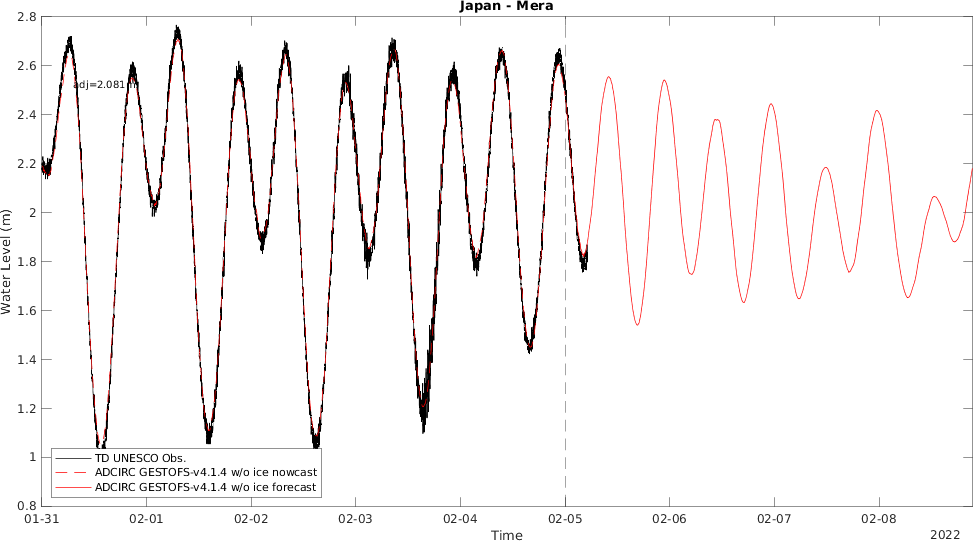 Japan - Mera
2.8
2.6
adj=2.081
2.4
2.2
2
1.8
1.6
1.4
1.2
1
0.8
Water Level (m)
TD UNESCO Obs.
ADCIRC GESTOFS-v4.1.4 w/o ice nowcast
ADCIRC GESTOFS-v4.1.4 w/o ice forecast
01-31 02-01 02-02 02-03 02-04 02-05 02-06 02-07 02-08
Time
2022